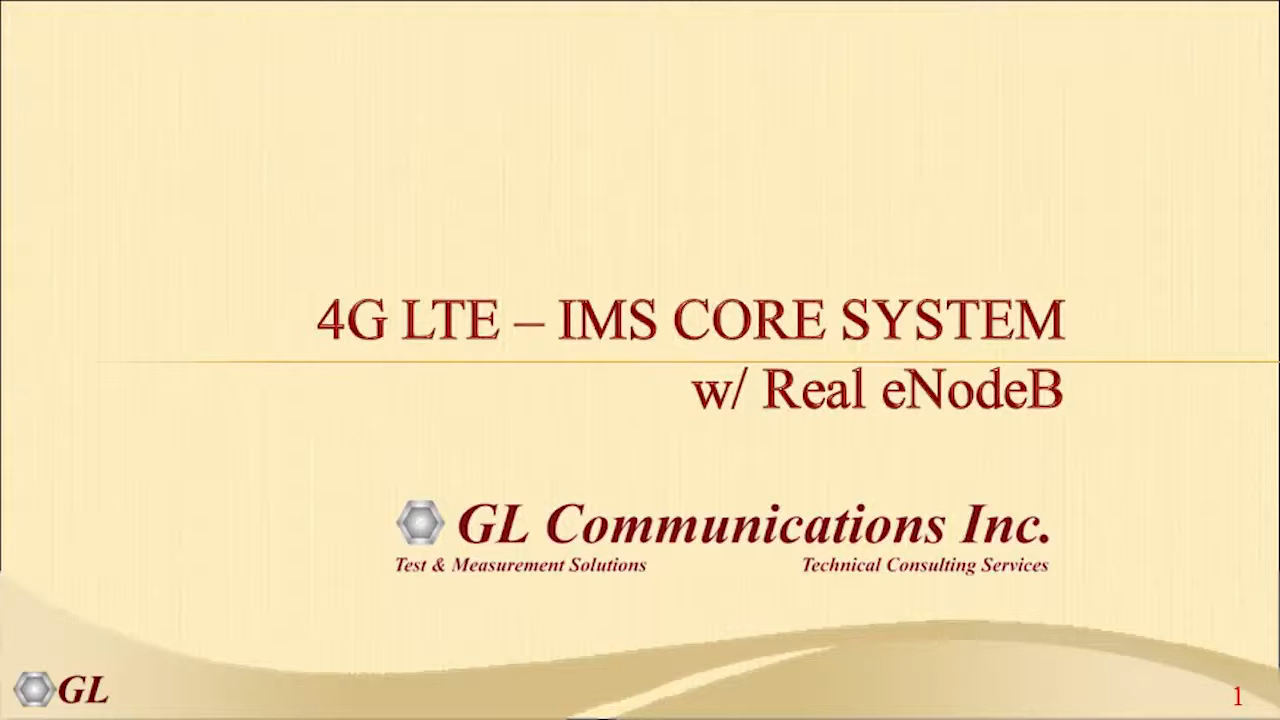 4G LTE – IMS CORE SYSTEM
w/ Real eNodeB
GL Communications Inc.
Test & Measurement Solutions Technical Consulting Services
GL
1